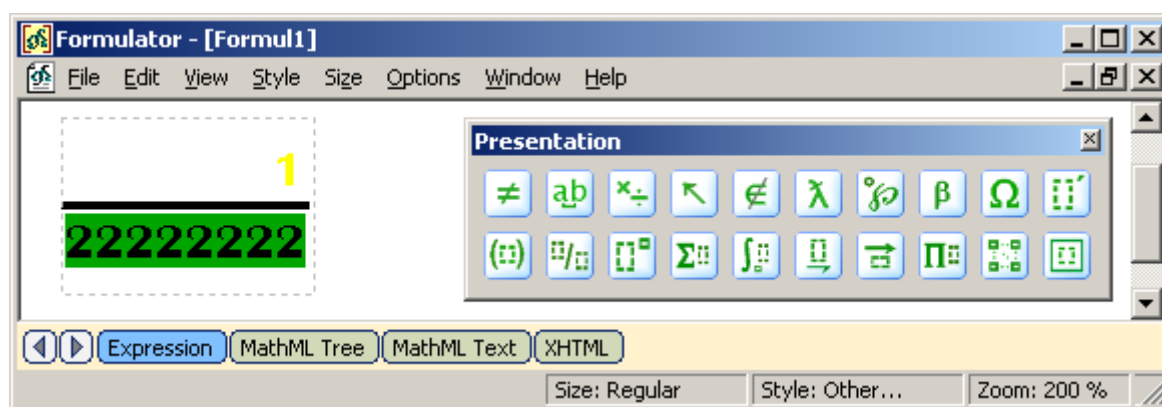 Formulator - [Formul1]
File Edit View Style Size Options Window Help
1
22222222
Presentation
≠ ab × ÷ ↖ ∉ λ ℘ β Ω
Σ ∫ Π
Expression MathML Tree MathML Text XHTML
Size: Regular Style: Other... Zoom: 200 %